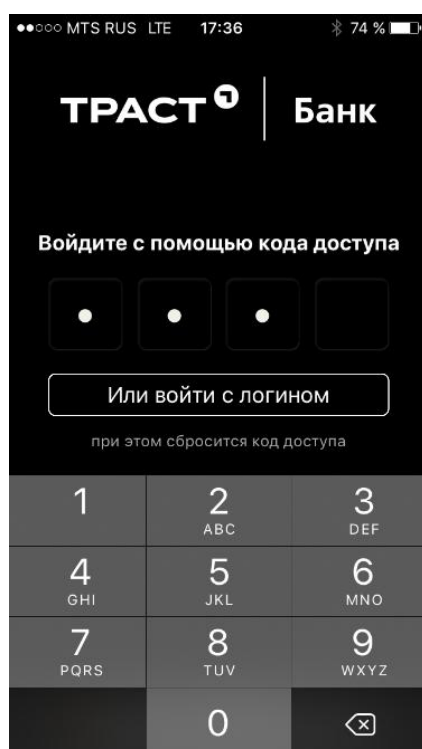 MTS RUS LTE 17:36 74 %
ТРАСТ Банк
Войдите с помощью кода доступа
Или войти с логином
при этом сбросится код доступа
1 2 3
ABC DEF
4 5 6
GHI JKL MNO
7 8 9
PQRS TUV WXYZ
0